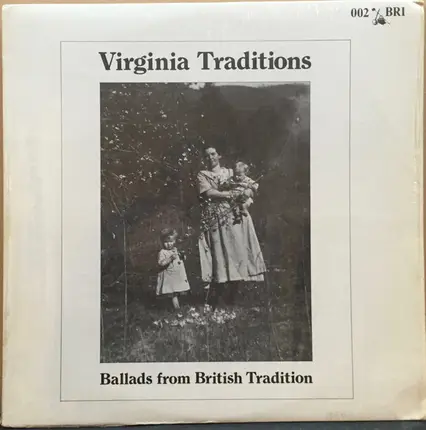 002 BRI
Virginia Traditions
Ballads from British Tradition